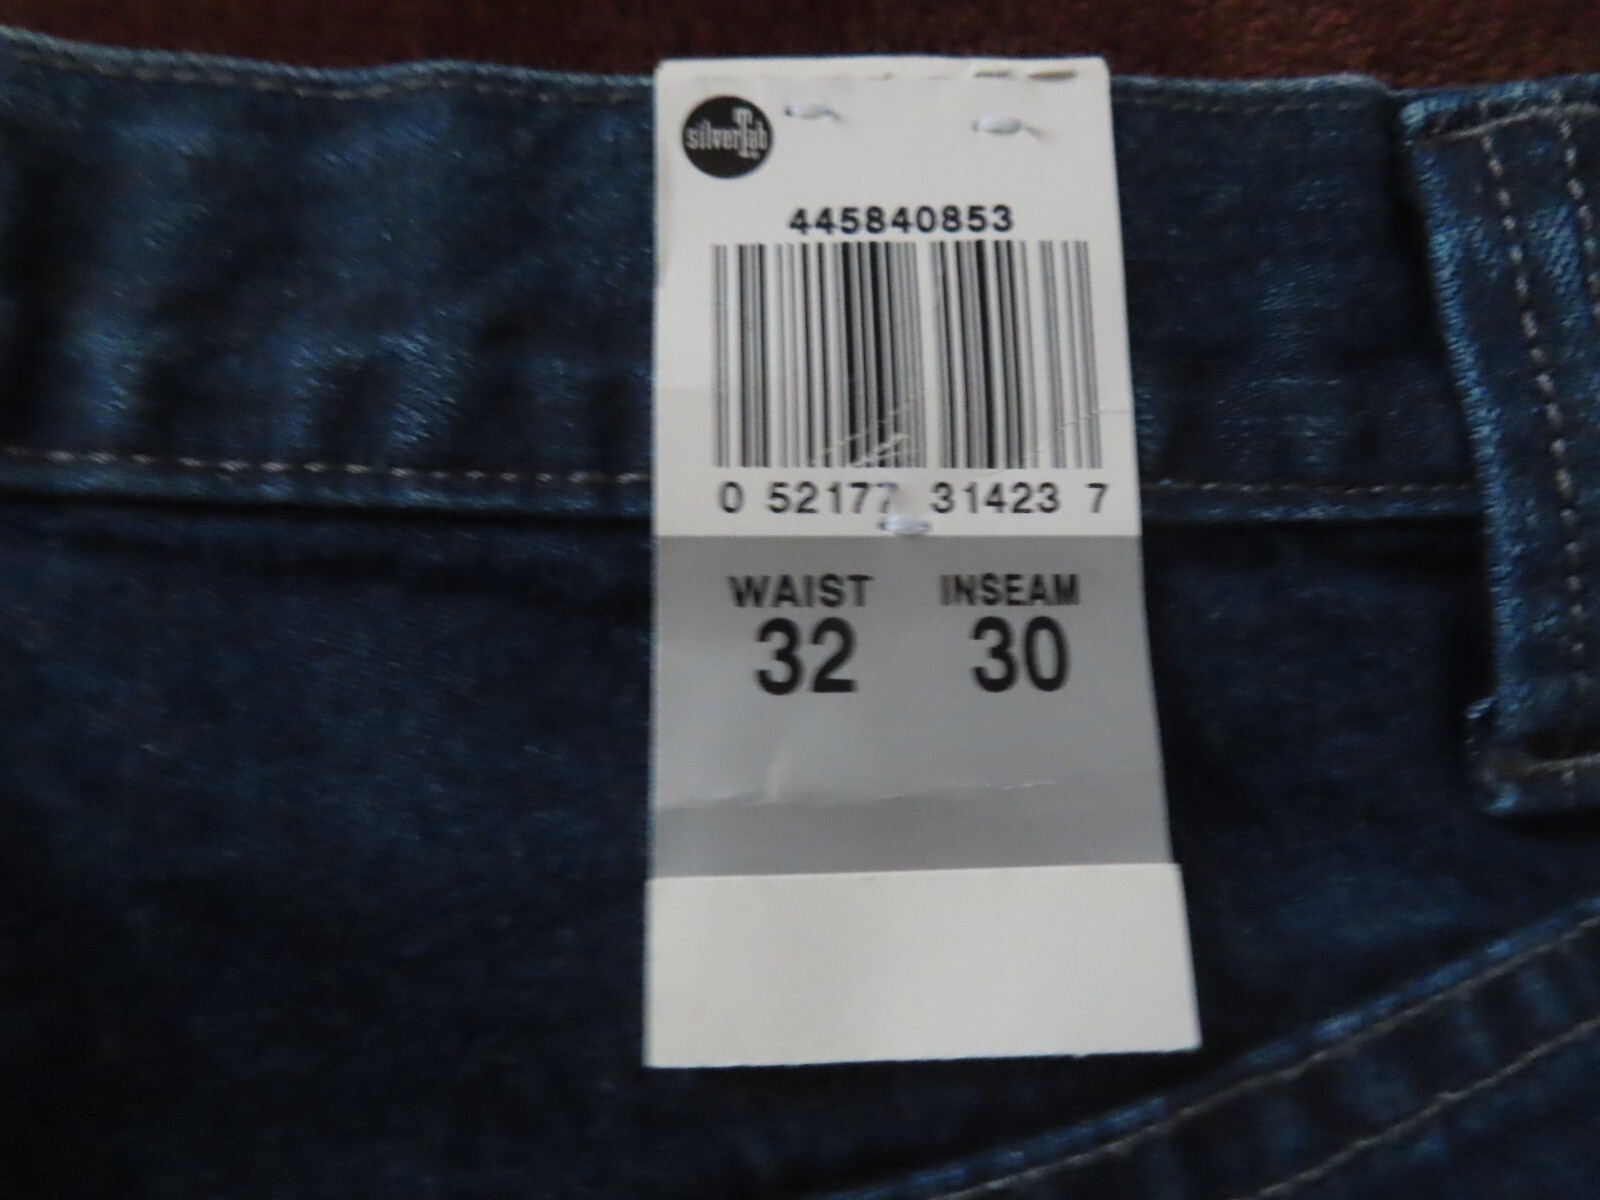 silverTab
445840853
0 52177 31423 7
WAIST INSEAM
32 30